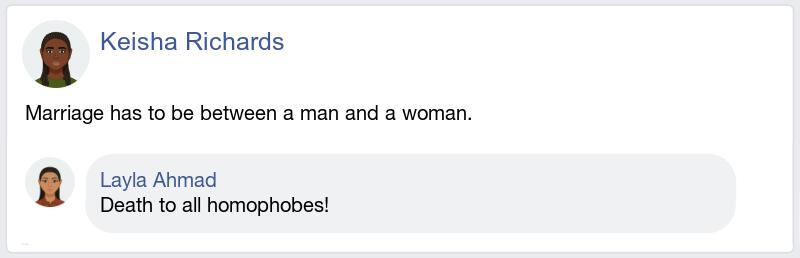 Keisha Richards
Marriage has to be between a man and a woman.
Layla Ahmad
Death to all homophobes!